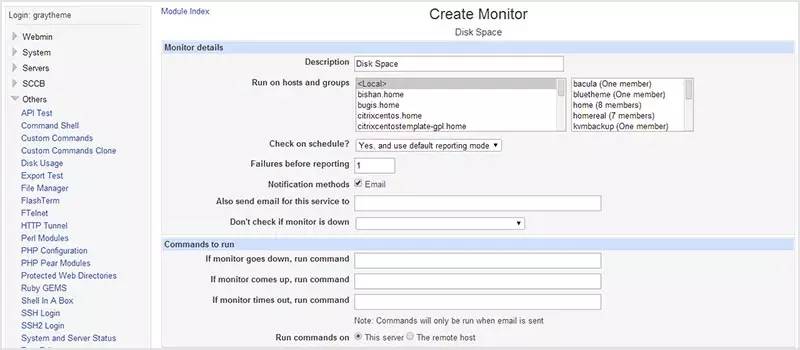 Login: graytheme
Webmin
System
Servers
SCCB
Others
API Test
Command Shell
Custom Commands
Custom Commands Clone
Disk Usage
Export Test
File Manager
FlashTerm
FTelnet
HTTP Tunnel
Perl Modules
PHP Configuration
PHP Pear Modules
Protected Web Directories
Ruby GEMS
Shell In A Box
SSH Login
SSH2 Login
System and Server Status
Module Index
Create Monitor
Disk Space
Monitor details
Description Disk Space
Run on hosts and groups
<Local>
bishan.home
bugis.home
citrixcentos.home
citrixcentostemplate-gpl.home
bacula (One member)
bluetheme (One member)
home (8 members)
homereal (7 members)
kvmbackup (One member)
Check on schedule? Yes, and use default reporting mode
Failures before reporting 1
Notification methods Email
Also send email for this service to
Don't check if monitor is down
Commands to run
If monitor goes down, run command
If monitor comes up, run command
If monitor times out, run command
Note: Commands will only be run when email is sent
Run commands on This server The remote host